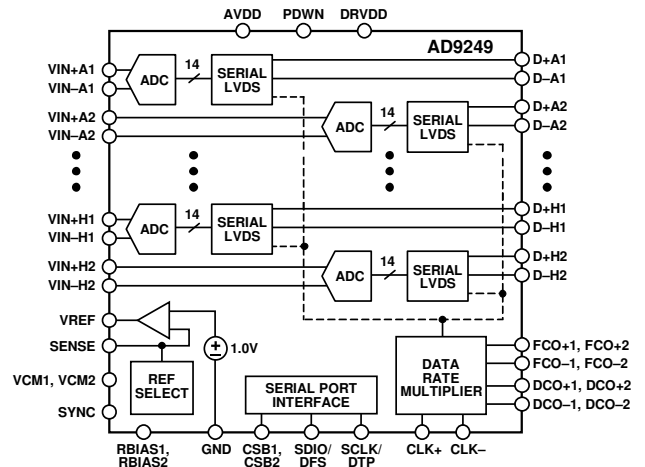 AVDD PDWN DRVDD
AD9249
VIN+A1
VIN–A1
ADC
14
SERIAL
LVDS
D+A1
D–A1
VIN+A2
VIN–A2
ADC
14
SERIAL
LVDS
D+A2
D–A2
VIN+H1
VIN–H1
ADC
14
SERIAL
LVDS
D+H1
D–H1
VIN+H2
VIN–H2
ADC
14
SERIAL
LVDS
D+H2
D–H2
VREF
SENSE
VCM1, VCM2
SYNC
1.0V
REF
SELECT
SERIAL PORT
INTERFACE
DATA
RATE
MULTIPLIER
FCO+1, FCO+2
FCO–1, FCO–2
DCO+1, DCO+2
DCO–1, DCO–2
RBIAS1,
RBIAS2
GND
CSB1,
CSB2
SDIO/
DFS
SCLK/
DTP
CLK+
CLK–